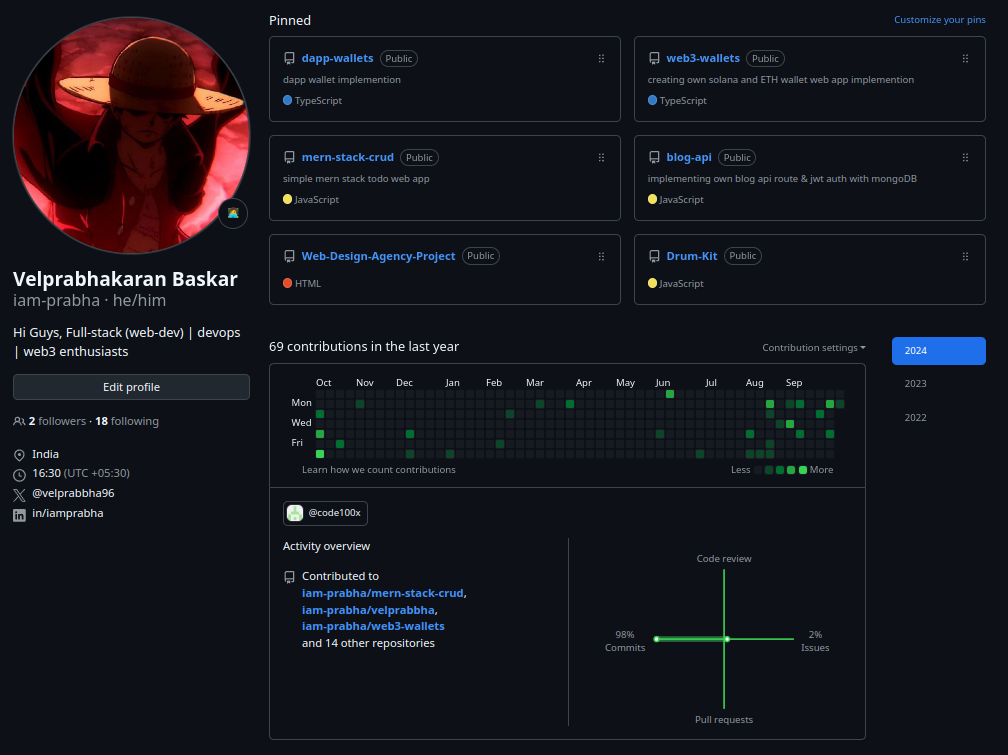 Velprabhakaran Baskar
iam-prabha · he/him
Hi Guys, Full-stack (web-dev) | devops
| web3 enthusiasts
Edit profile
2 followers · 18 following
India
16:30 (UTC +05:30)
@velprabbha96
in/iamprabha
Pinned
Customize your pins
dapp-wallets Public
dapp wallet implemention
TypeScript
web3-wallets Public
creating own solana and ETH wallet web app implemention
TypeScript
mern-stack-crud Public
simple mern stack todo web app
JavaScript
blog-api Public
implementing own blog api route & jwt auth with mongoDB
JavaScript
Web-Design-Agency-Project Public
HTML
Drum-Kit Public
JavaScript
69 contributions in the last year
Contribution settings
2024
2023
2022
Oct Nov Dec Jan Feb Mar Apr May Jun Jul Aug Sep
Mon
Wed
Fri
Learn how we count contributions
Less More
@code100x
Activity overview
Contributed to
iam-prabha/mern-stack-crud,
iam-prabha/velprabbha,
iam-prabha/web3-wallets
and 14 other repositories
Code review
98%
Commits
2%
Issues
Pull requests